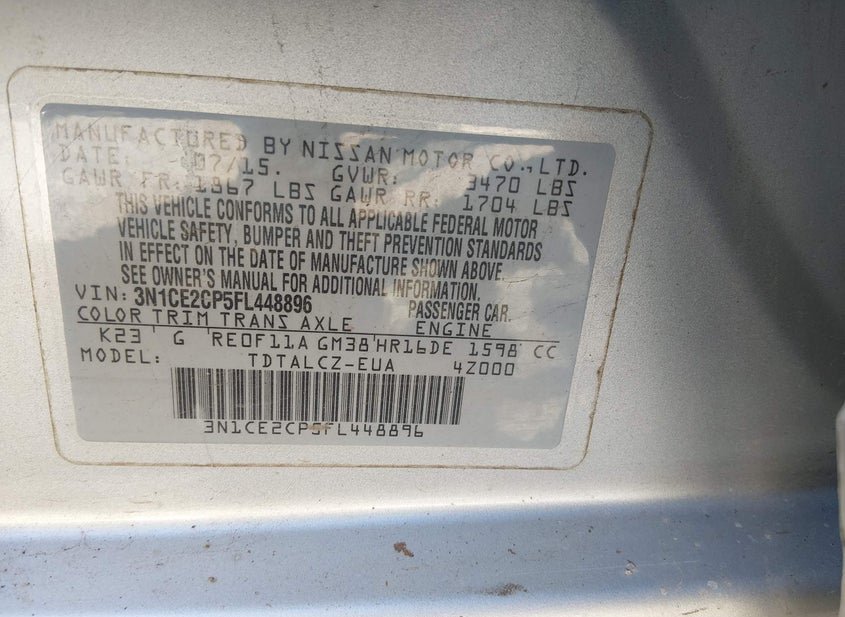 MANUFACTURED BY NISSAN MOTOR CO., LTD.
DATE: 07/15. GVWR: 3470 LBS
GAWR FR: 1967 LBS GAWR RR: 1704 LBS
THIS VEHICLE CONFORMS TO ALL APPLICABLE FEDERAL MOTOR
VEHICLE SAFETY, BUMPER AND THEFT PREVENTION STANDARDS
IN EFFECT ON THE DATE OF MANUFACTURE SHOWN ABOVE.
SEE OWNER'S MANUAL FOR ADDITIONAL INFORMATION.
VIN: 3N1CE2CP5FL448896 PASSENGER CAR.
COLOR TRIM TRANS AXLE ENGINE
K23 G RE0F11A GM38 HR16DE 1598 CC
MODEL: TDTALCZ-EUA 4Z000
3N1CE2CP5FL448896